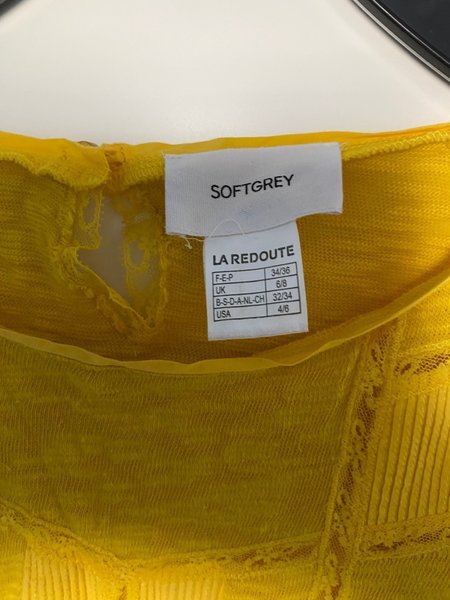 SOFTGREY
LA REDOUTE
F-E-P 34/36
UK 6/8
B-S-D-A-NL-CH 32/34
USA 4/6